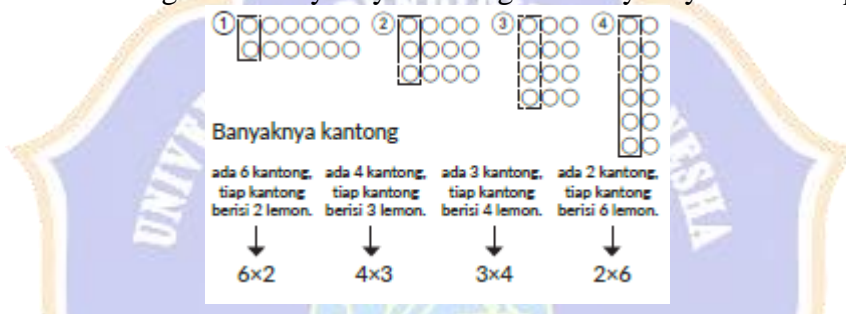 ① ② ③ ④
Banyaknya kantong
ada 6 kantong, ada 4 kantong, ada 3 kantong, ada 2 kantong,
tiap kantong tiap kantong tiap kantong tiap kantong
berisi 2 lemon. berisi 3 lemon. berisi 4 lemon. berisi 6 lemon.
6×2 4×3 3×4 2×6